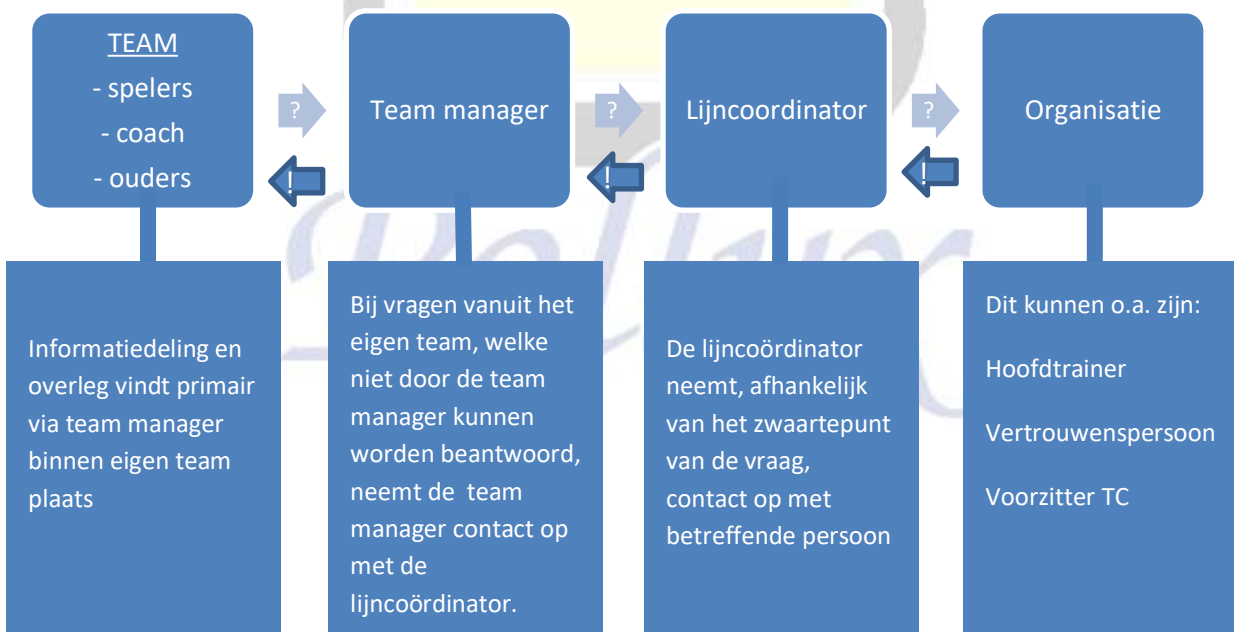 TEAM
- spelers
- coach
- ouders
?
!
Team manager
?
!
Lijncoordinator
?
!
Organisatie
Informatiedeling en
overleg vindt primair
via team manager
binnen eigen team
plaats
Bij vragen vanuit het
eigen team, welke
niet door de team
manager kunnen
worden beantwoord,
neemt de team
manager contact op
met de
lijncoördinator.
De lijncoördinator
neemt, afhankelijk
van het zwaartepunt
van de vraag,
contact op met
betreffende persoon
Dit kunnen o.a. zijn:
Hoofdtrainer
Vertrouwenspersoon
Voorzitter TC